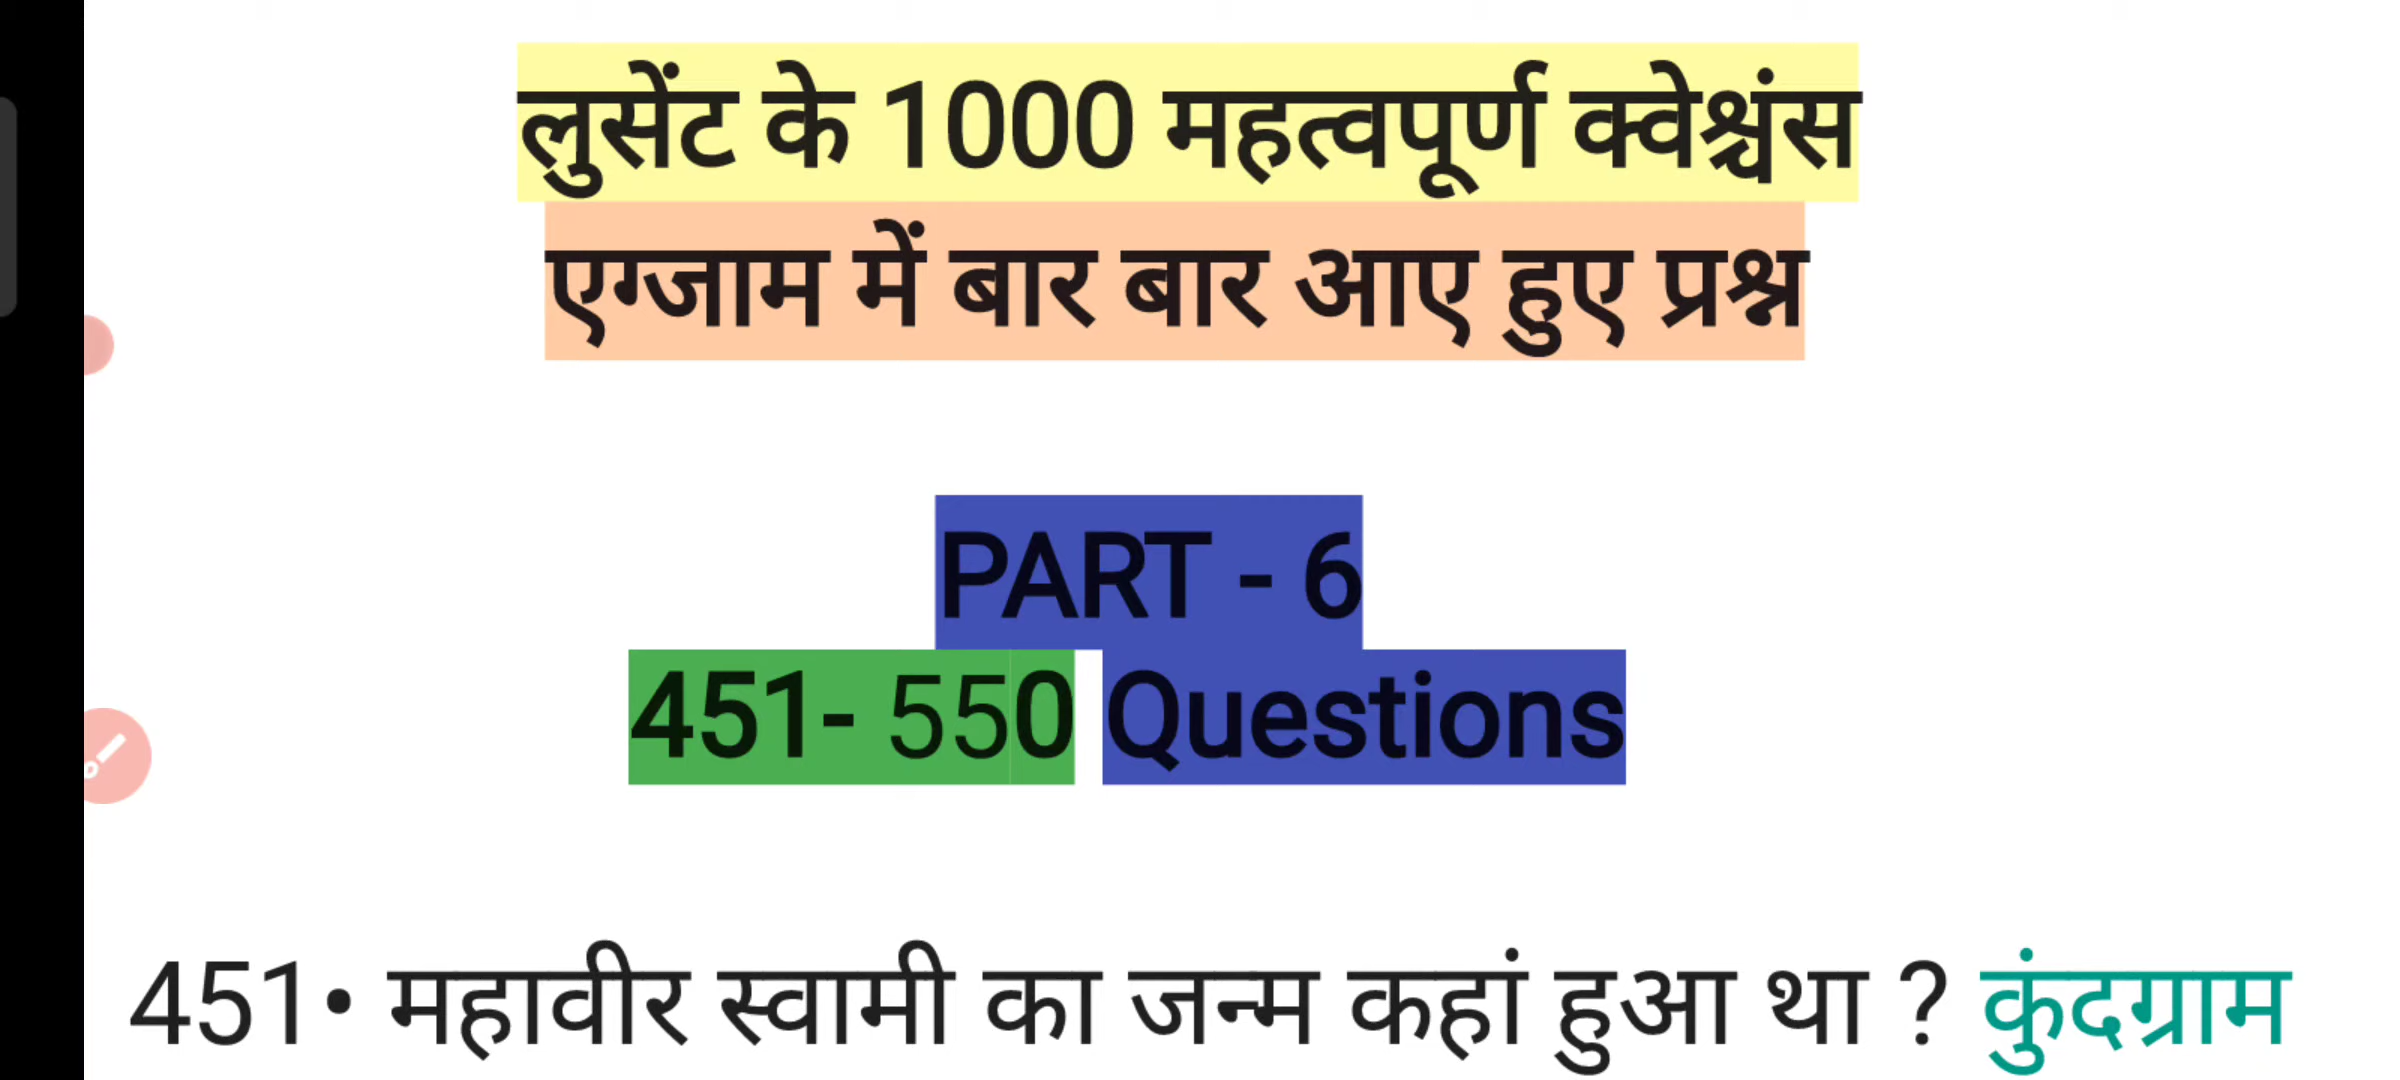 लुसेंट के 1000 महत्वपूर्ण क्वेश्चंस
एग्जाम में बार बार आए हुए प्रश्न
PART - 6
451- 550 Questions
451• महावीर स्वामी का जन्म कहां हुआ था ? कुंदग्राम